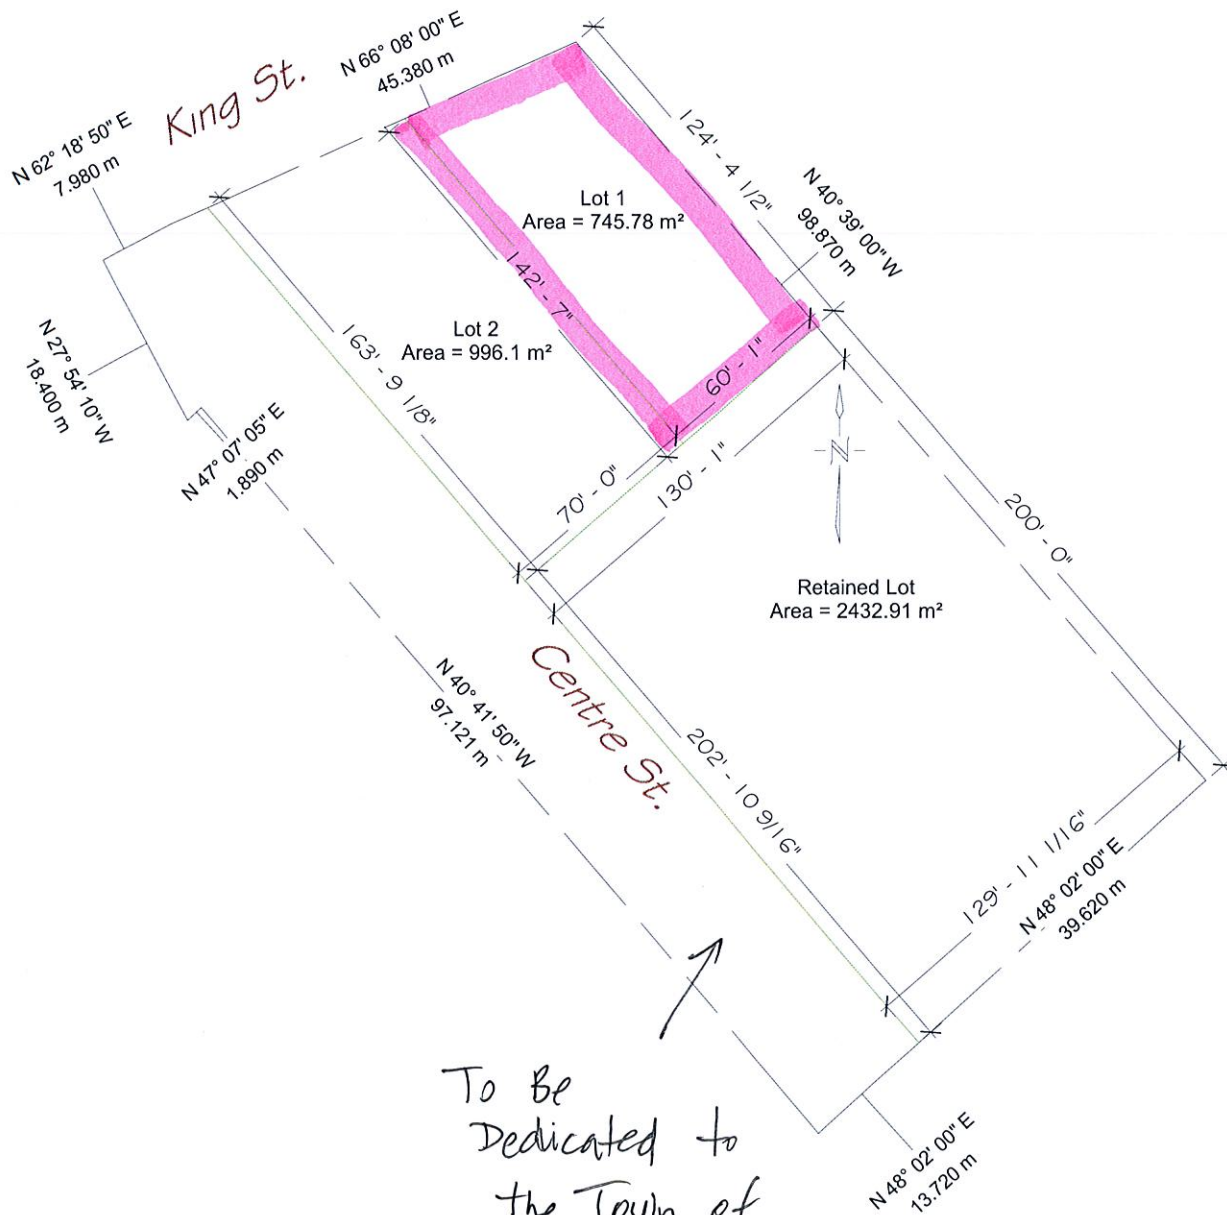 N 66° 08' 00" E
45.380 m
King St.
N 62° 18' 50" E
7.980 m
124' - 4 1/2"
N 40° 39' 00" W
98.870 m
Lot 1
Area = 745.78 m²
142' - 7"
Lot 2
Area = 996.1 m²
163' - 9 1/8"
N 27° 54' 10" W
18.400 m
60' - 1"
N 47° 07' 05" E
1.890 m
70' - 0"
130' - 1"
N
200' - 0"
Retained Lot
Area = 2432.91 m²
Centre St.
N 40° 41' 50" W
97.121 m
202' - 10 9/16"
129' - 11 1/16"
N 48° 02' 00" E
39.620 m
To Be
Dedicated to
the Town of
N 48° 02' 00" E
13.720 m